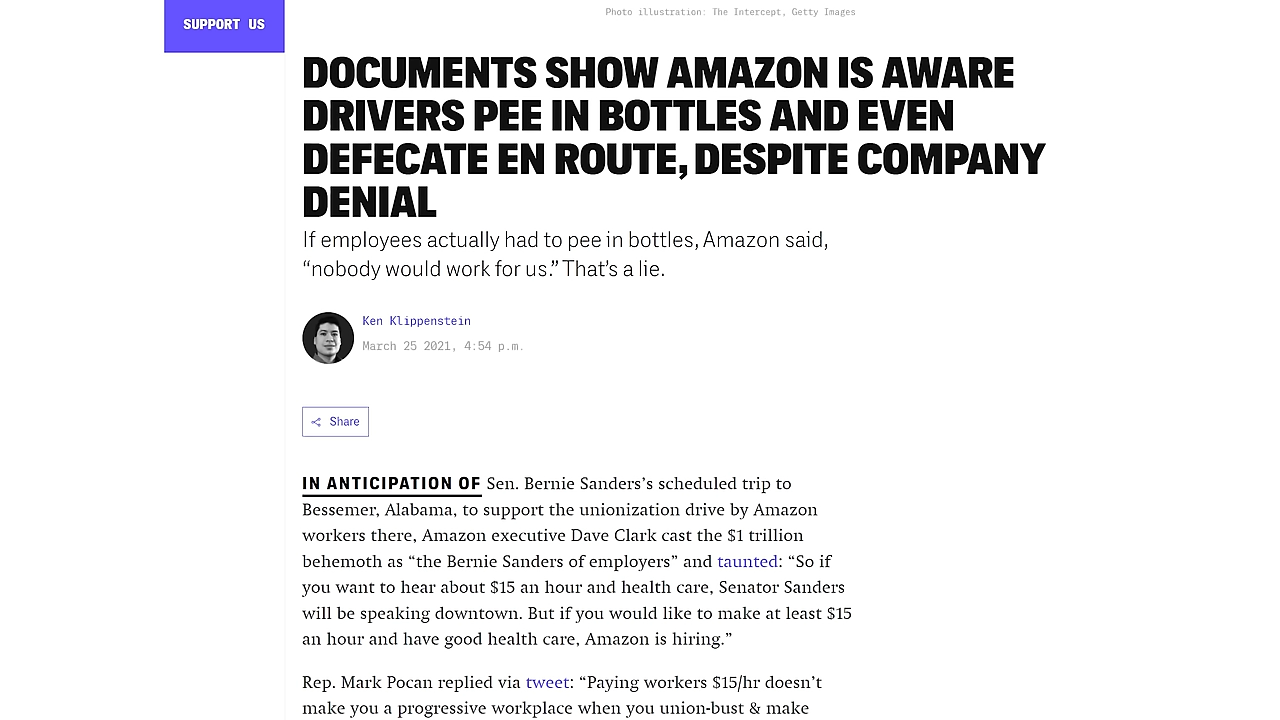 SUPPORT US
Photo illustration: The Intercept, Getty Images
DOCUMENTS SHOW AMAZON IS AWARE
DRIVERS PEE IN BOTTLES AND EVEN
DEFECATE EN ROUTE, DESPITE COMPANY
DENIAL
If employees actually had to pee in bottles, Amazon said,
“nobody would work for us.” That’s a lie.
Ken Klippenstein
March 25 2021, 4:54 p.m.
Share
IN ANTICIPATION OF Sen. Bernie Sanders’s scheduled trip to
Bessemer, Alabama, to support the unionization drive by Amazon
workers there, Amazon executive Dave Clark cast the $1 trillion
behemoth as “the Bernie Sanders of employers” and taunted: “So if
you want to hear about $15 an hour and health care, Senator Sanders
will be speaking downtown. But if you would like to make at least $15
an hour and have good health care, Amazon is hiring.”
Rep. Mark Pocan replied via tweet: “Paying workers $15/hr doesn’t
make you a progressive workplace when you union-bust & make